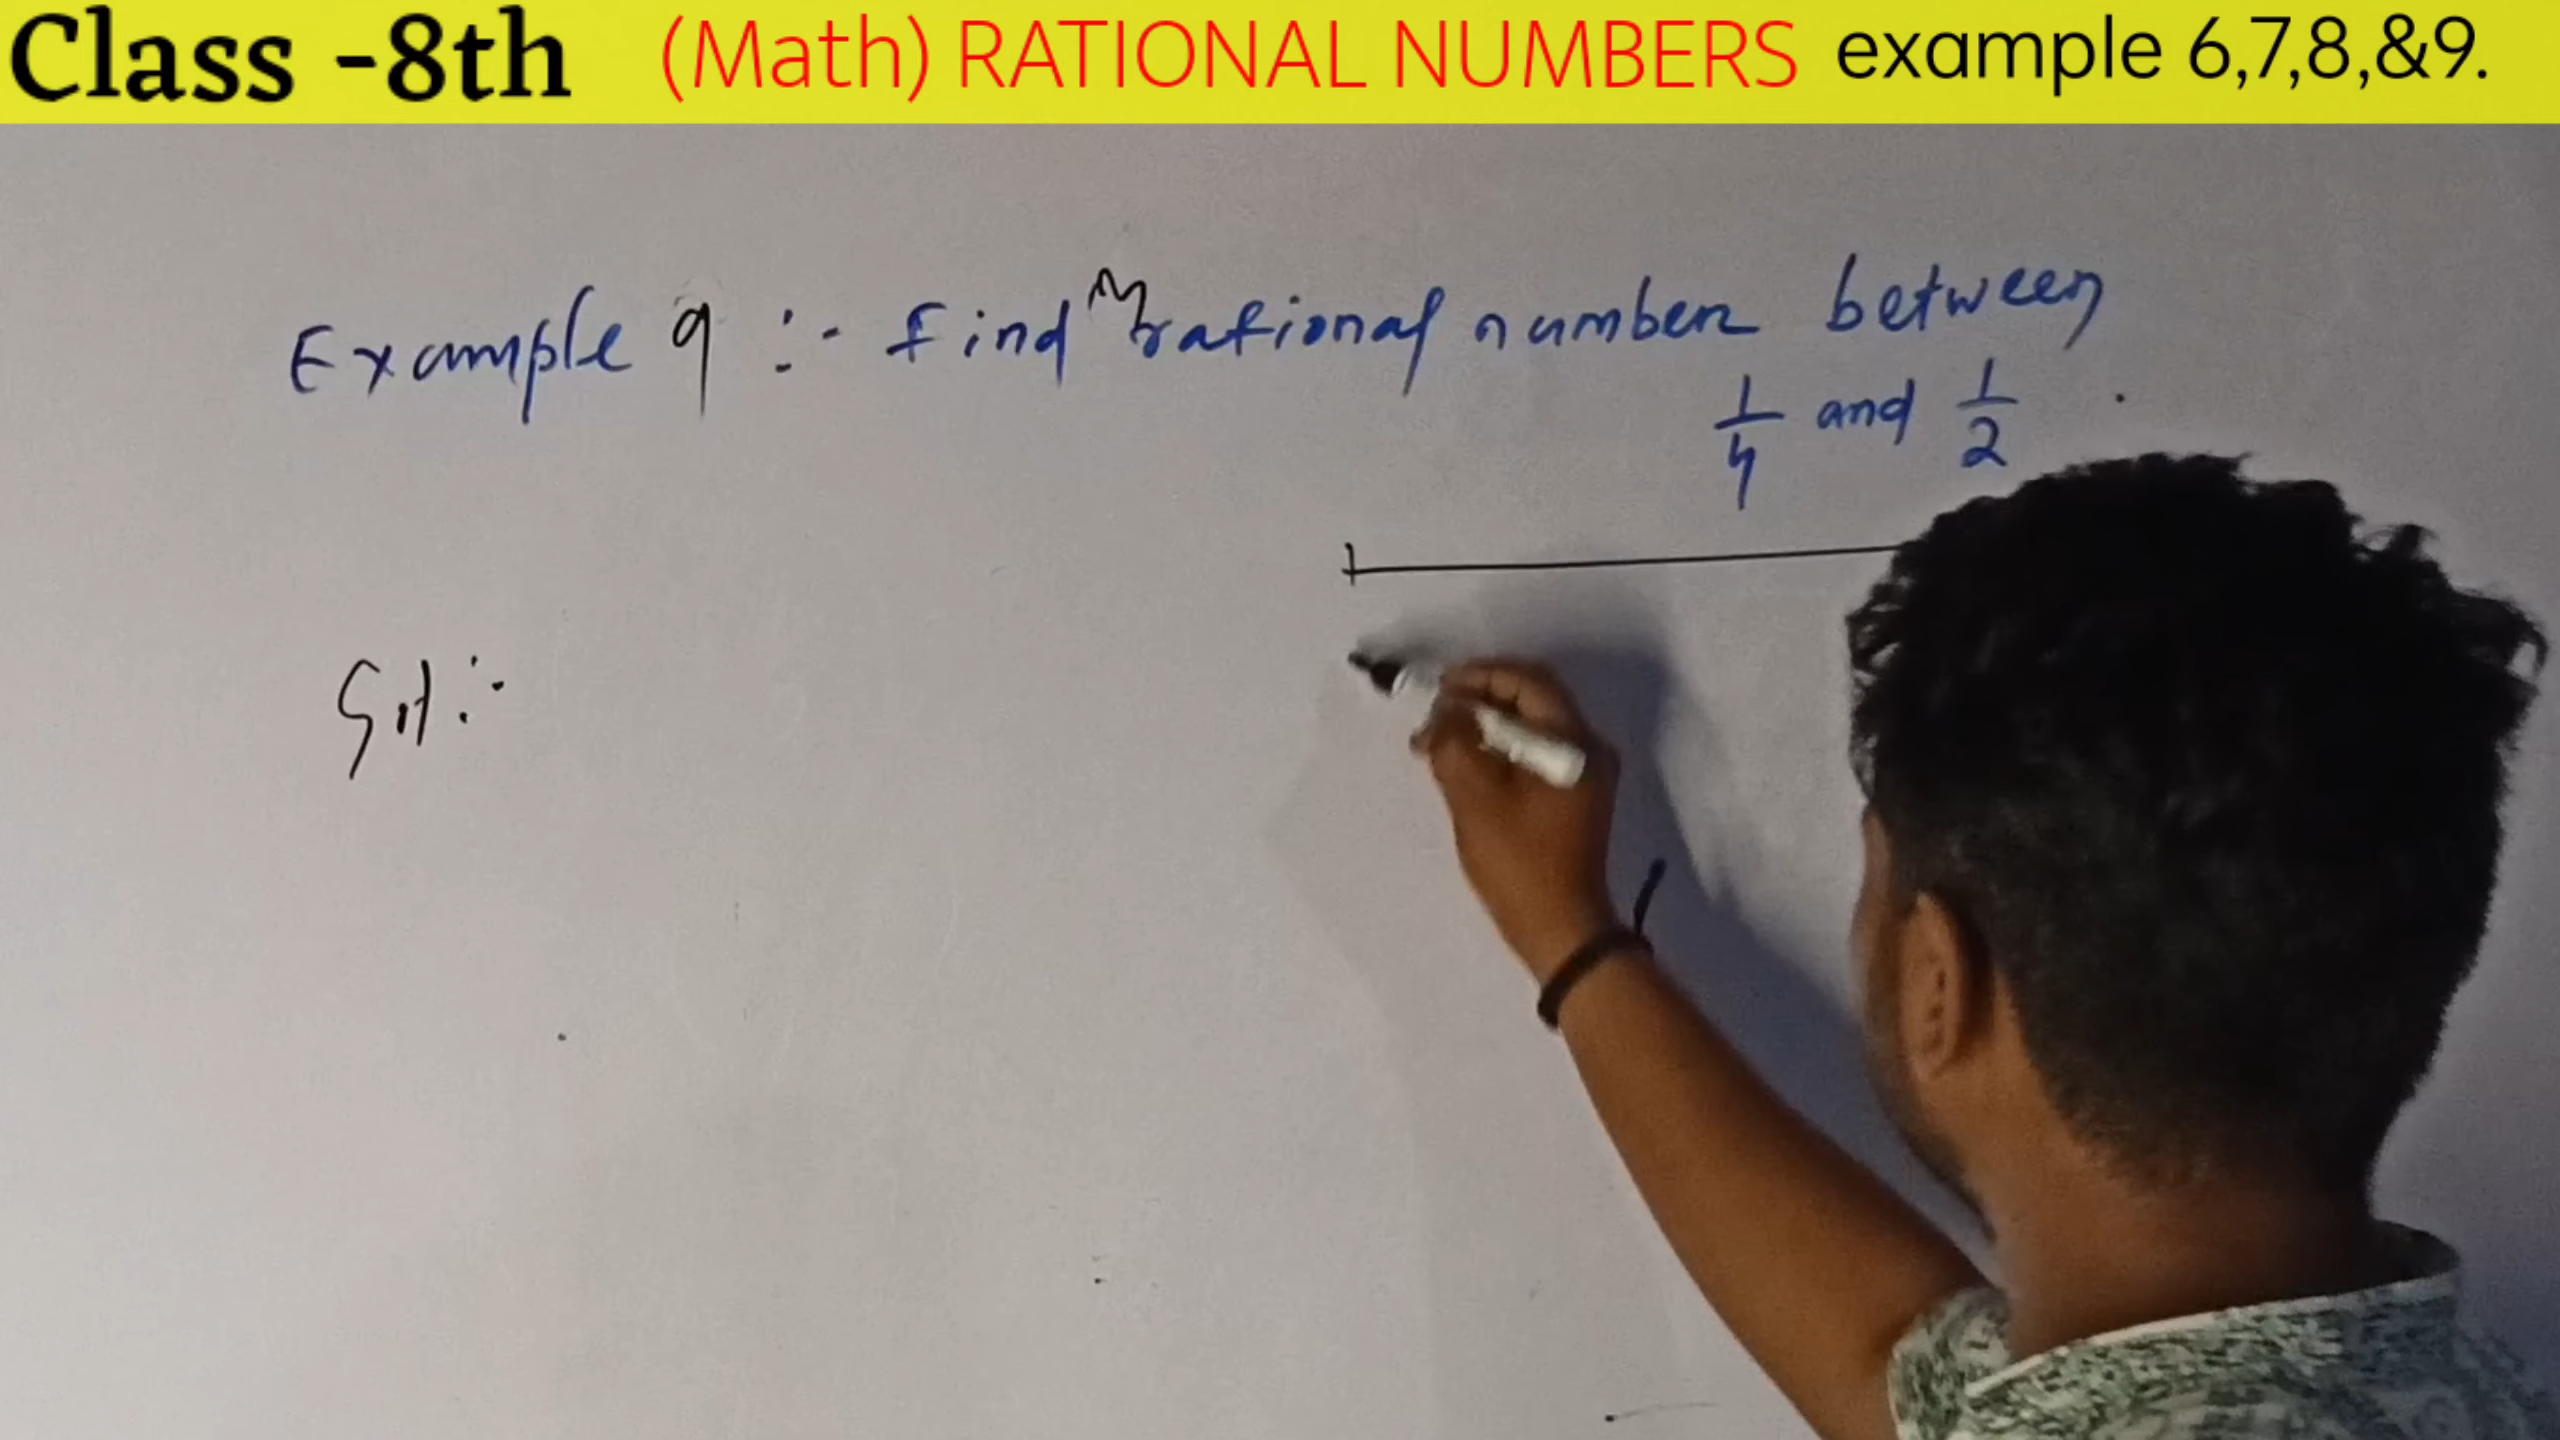 Class -8th (Math) RATIONAL NUMBERS example 6,7,8,&9.
Example 9 :- Find rational number between
1/4 and 1/2 .
Sol :-